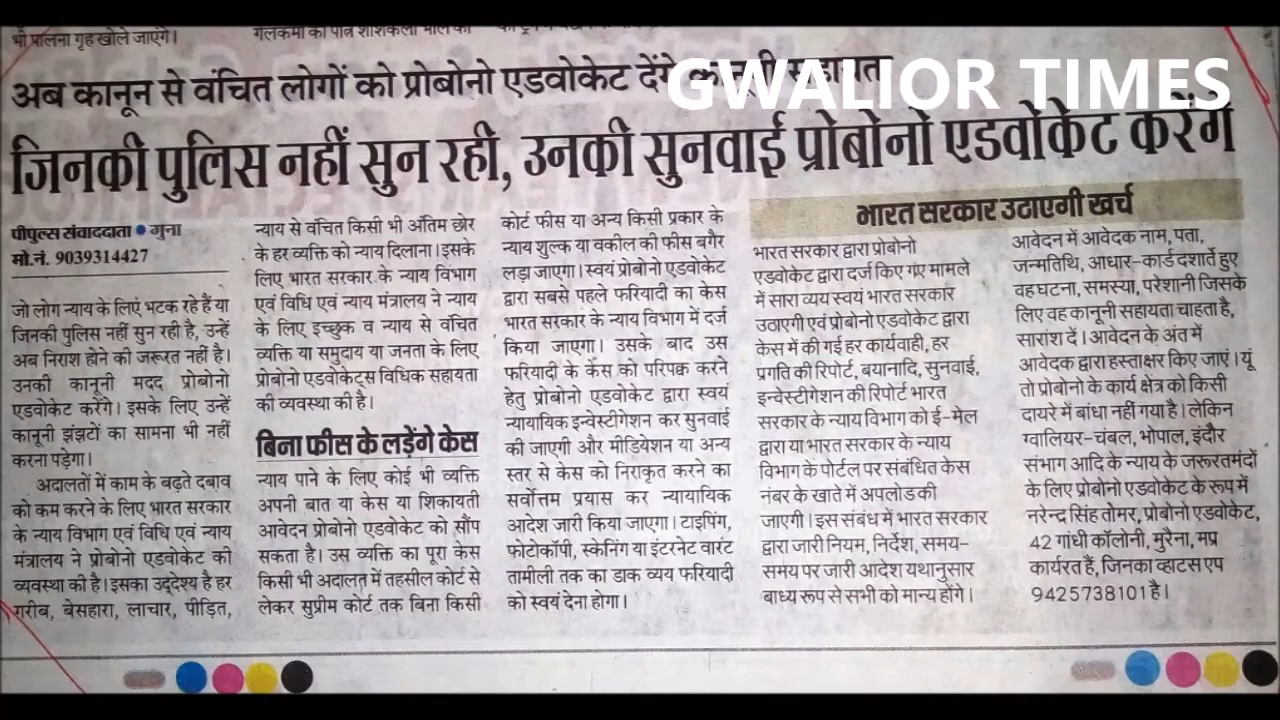 भी पालना गृह खोले जाएंगे।
GWALIOR TIMES
अब कानून से वंचित लोगों को प्रोबोनो एडवोकेट देंगे कानूनी सहायता
जिनकी पुलिस नहीं सुन रही, उनकी सुनवाई प्रोबोनो एडवोकेट करेंगे
पीपुल्स संवाददाता ● गुना
मो.नं. 9039314427
जो लोग न्याय के लिए भटक रहे हैं या
जिनकी पुलिस नहीं सुन रही है, उन्हें
अब निराश होने की जरूरत नहीं है।
उनकी कानूनी मदद प्रोबोनो
एडवोकेट करेंगे। इसके लिए उन्हें
कानूनी झंझटों का सामना भी नहीं
करना पड़ेगा।
अदालतों में काम के बढ़ते दबाव
को कम करने के लिए भारत सरकार
के न्याय विभाग एवं विधि एवं न्याय
मंत्रालय ने प्रोबोनो एडवोकेट की
व्यवस्था की है। इसका उद्देश्य है हर
गरीब, बेसहारा, लाचार, पीड़ित,
न्याय से वंचित किसी भी अंतिम छोर
के हर व्यक्ति को न्याय दिलाना। इसके
लिए भारत सरकार के न्याय विभाग
एवं विधि एवं न्याय मंत्रालय ने न्याय
के लिए इच्छुक व न्याय से वंचित
व्यक्ति या समुदाय या जनता के लिए
प्रोबोनो एडवोकेट्स विधिक सहायता
की व्यवस्था की है।
बिना फीस के लड़ेंगे केस
न्याय पाने के लिए कोई भी व्यक्ति
अपनी बात या केस या शिकायती
आवेदन प्रोबोनो एडवोकेट को सौंप
सकता है। उस व्यक्ति का पूरा केस
किसी भी अदालत में तहसील कोर्ट से
लेकर सुप्रीम कोर्ट तक बिना किसी
कोर्ट फीस या अन्य किसी प्रकार के
न्याय शुल्क या वकील की फीस बगैर
लड़ा जाएगा। स्वयं प्रोबोनो एडवोकेट
द्वारा सबसे पहले फरियादी का केस
भारत सरकार के न्याय विभाग में दर्ज
किया जाएगा। उसके बाद उस
फरियादी के केंस को परिपक्व करने
हेतु प्रोबोनो एडवोकेट द्वारा स्वयं
न्यायायिक इन्वेस्टीगेशन कर सुनवाई
की जाएगी और मीडियेशन या अन्य
स्तर से केस को निराकृत करने का
सर्वोत्तम प्रयास कर न्यायायिक
आदेश जारी किया जाएगा। टाइपिंग,
फोटोकॉपी, स्केनिंग या इंटरनेट वारंट
तामीली तक का डाक व्यय फरियादी
को स्वयं देना होगा।
भारत सरकार उठाएगी खर्च
भारत सरकार द्वारा प्रोबोनो
एडवोकेट द्वारा दर्ज किए गए मामले
में सारा व्यय स्वयं भारत सरकार
उठाएगी एवं प्रोबोनो एडवोकेट द्वारा
केस में की गई हर कार्यवाही, हर
प्रगति की रिपोर्ट, बयानादि, सुनवाई,
इन्वेस्टीगेशन की रिपोर्ट भारत
सरकार के न्याय विभाग को ई-मेल
द्वारा या भारत सरकार के न्याय
विभाग के पोर्टल पर संबंधित केस
नंबर के खाते में अपलोड की
जाएगी। इस संबंध में भारत सरकार
द्वारा जारी नियम, निर्देश, समय-
समय पर जारी आदेश यथानुसार
बाध्य रूप से सभी को मान्य होंगे।
आवेदन में आवेदक नाम, पता,
जन्मतिथि, आधार-कार्ड दशार्ते हुए
वह घटना, समस्या, परेशानी जिसके
लिए वह कानूनी सहायता चाहता है,
सारांश दें। आवेदन के अंत में
आवेदक द्वारा हस्ताक्षर किए जाएं। यूं
तो प्रोबोनो के कार्य क्षेत्र को किसी
दायरे में बांधा नहीं गया है। लेकिन
ग्वालियर-चंबल, भोपाल, इंदौर
संभाग आदि के न्याय के जरूरतमंदों
के लिए प्रोबोनो एडवोकेट के रूप में
नरेन्द्र सिंह तोमर, प्रोबोनो एडवोकेट,
42 गांधी कॉलोनी, मुरैना, मप्र
कार्यरत हैं, जिनका व्हाटस एप
9425738101 है।